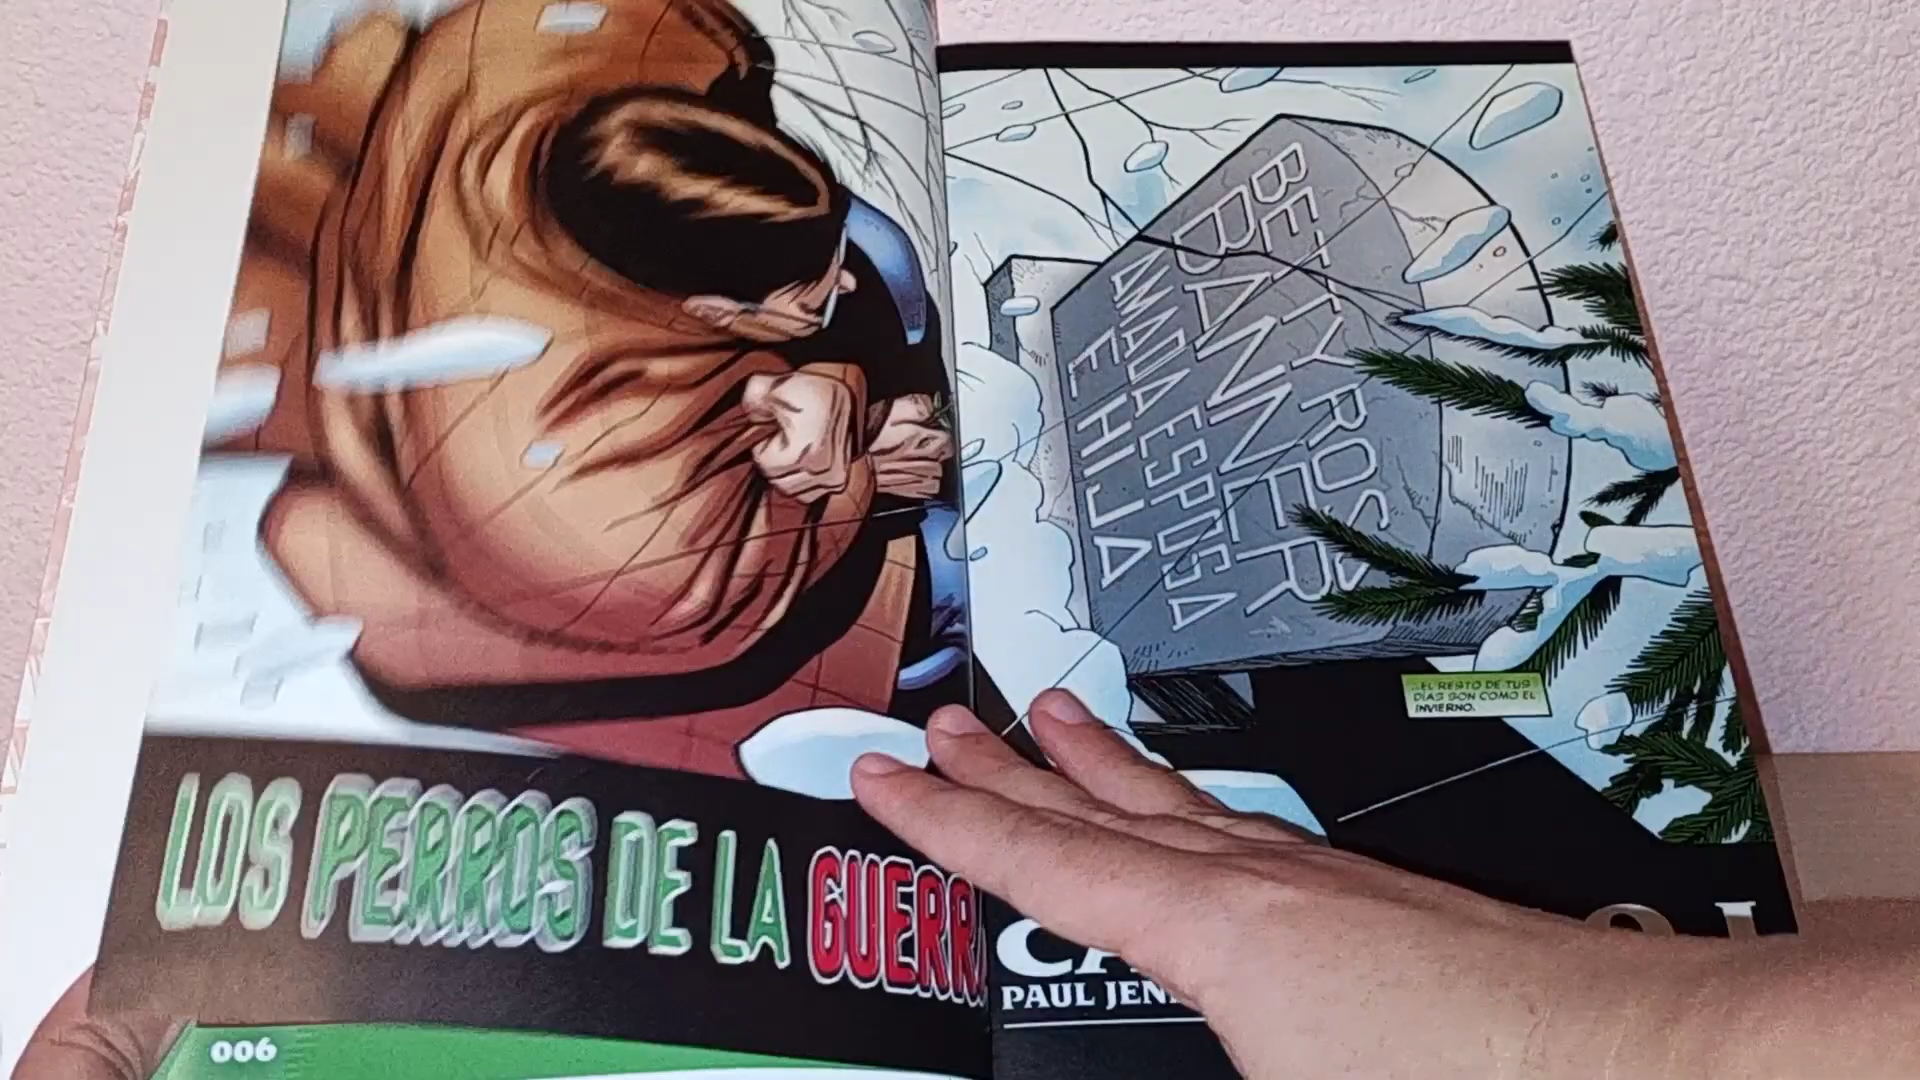 BETTY ROSS
BANNER
AMADA ESPOSA
E HIJA
...EL RESTO DE TUS
DÍAS SON COMO EL
INVIERNO.
LOS PERROS DE LA GUERRA
PAUL
006